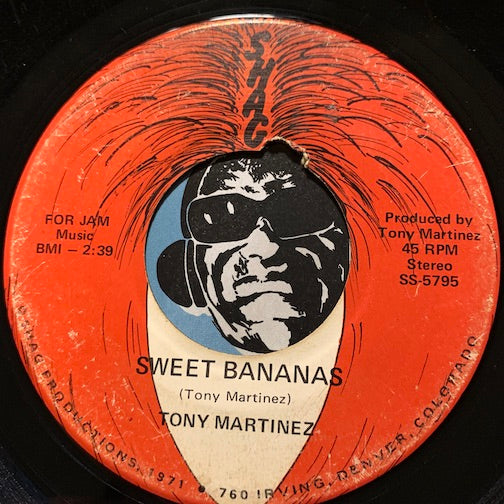 SHAG
FOR JAM
Music
BMI – 2:39
Produced by
Tony Martinez
45 RPM
Stereo
SS-5795
SWEET BANANAS
(Tony Martinez)
TONY MARTINEZ
SHAG PRODUCTIONS, 1971 • 760 IRVING, DENVER, COLORADO